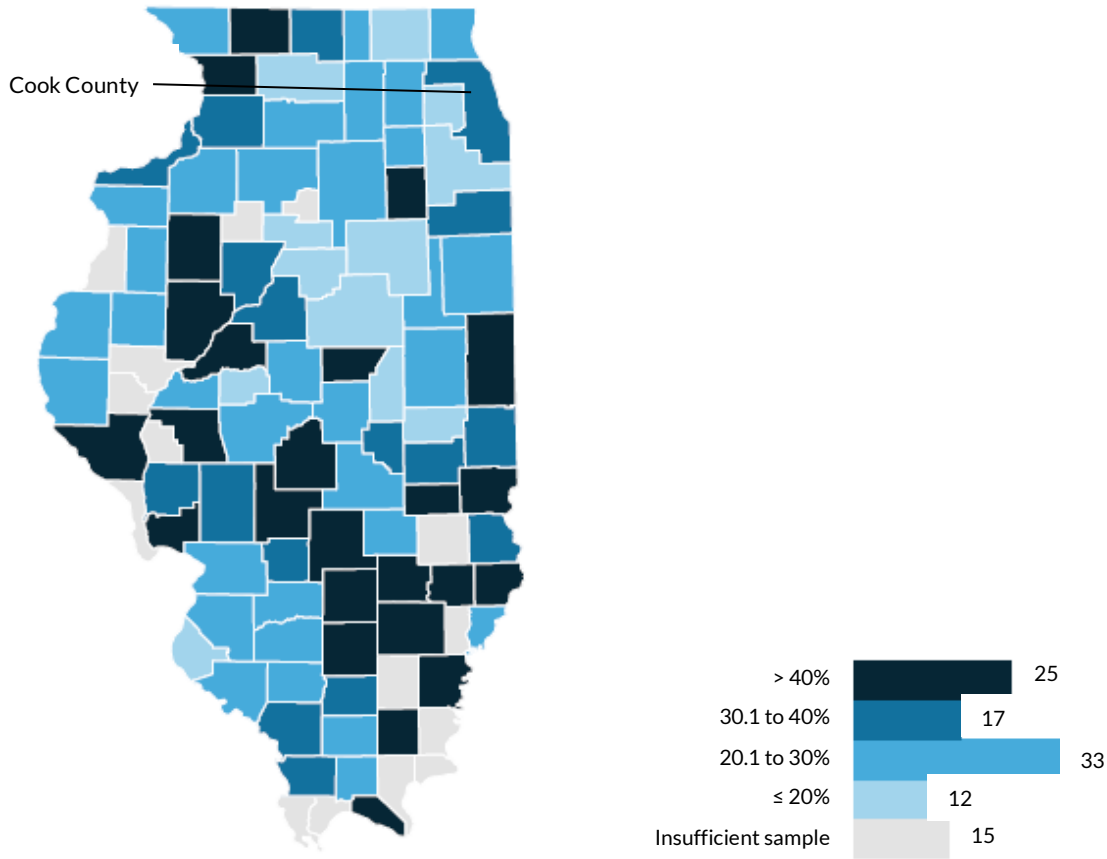 Cook County
> 40% 25
30.1 to 40% 17
20.1 to 30% 33
≤ 20% 12
Insufficient sample 15